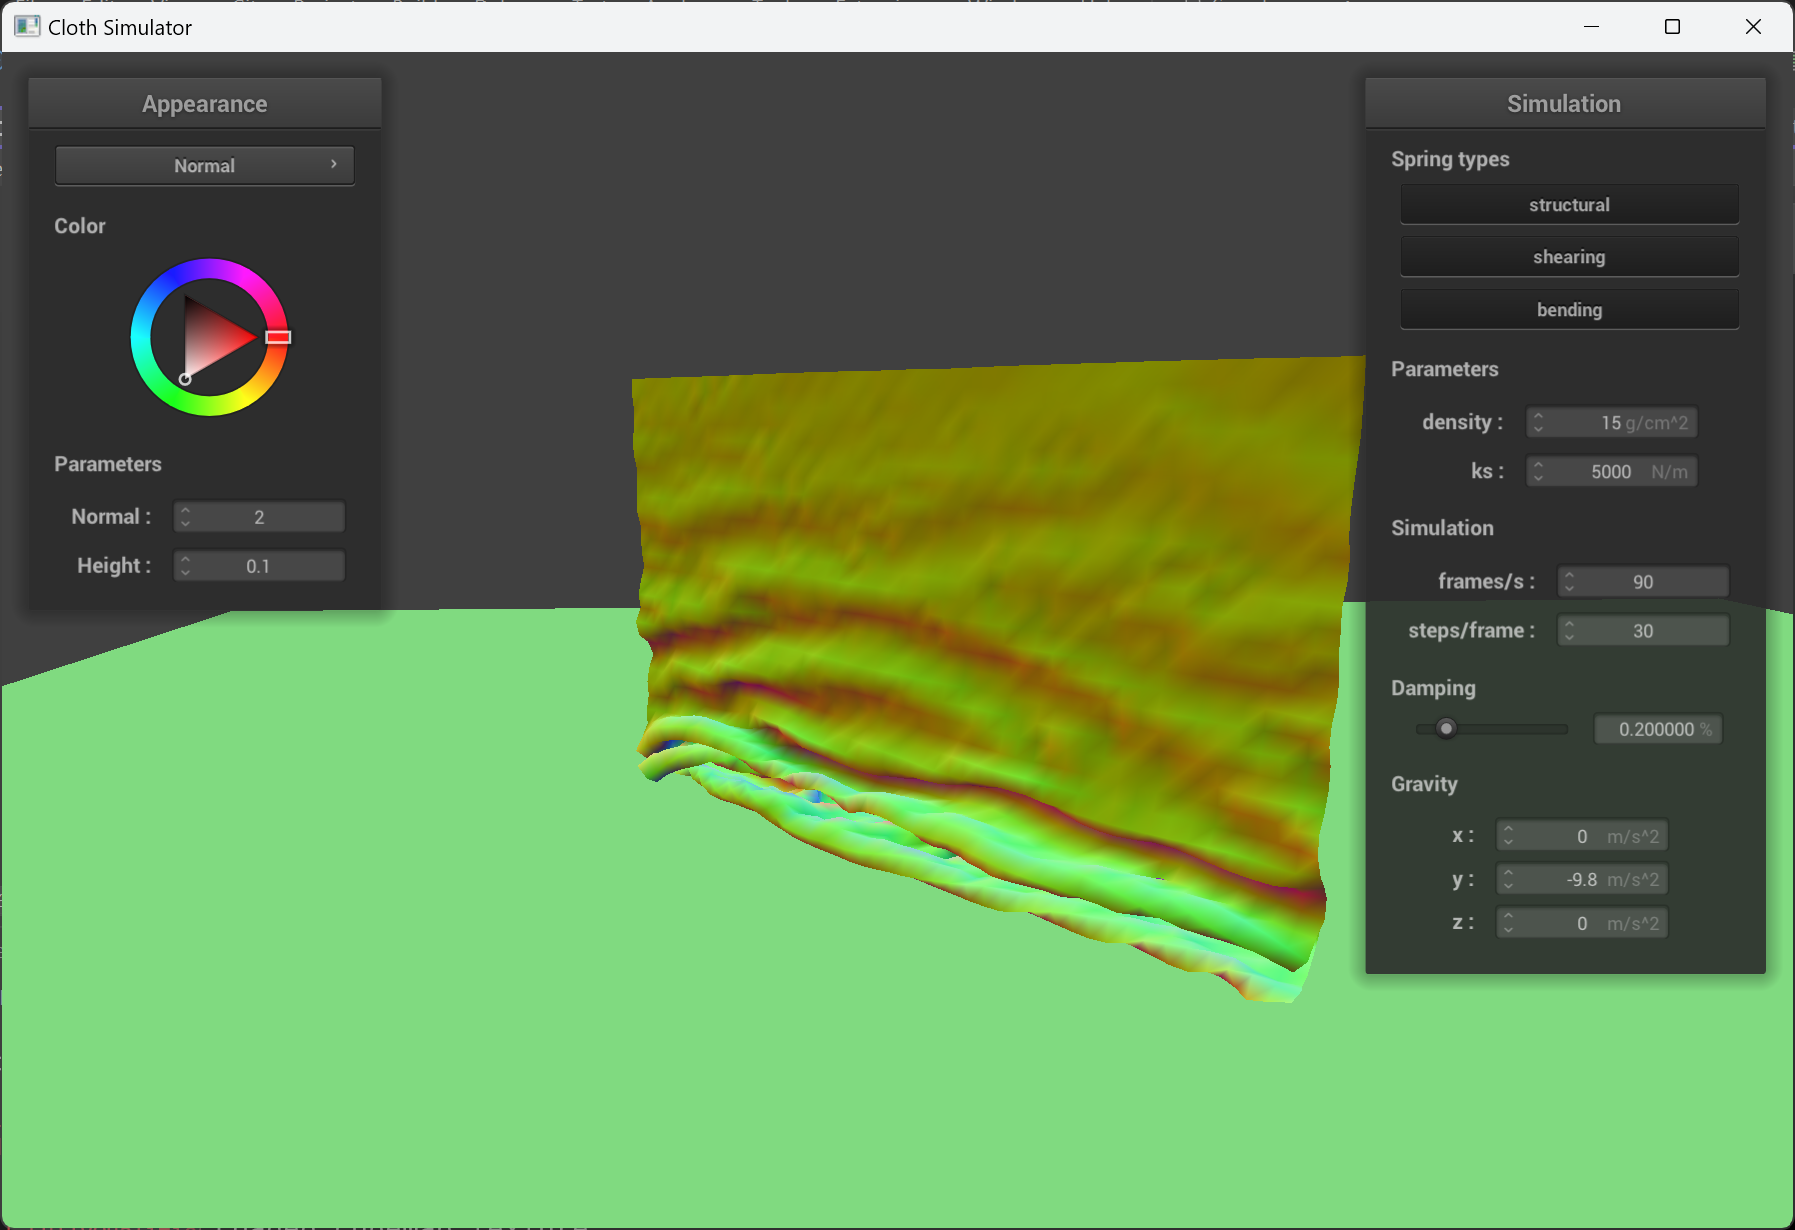 Cloth Simulator
Appearance
Normal
Color
Parameters
Normal : 2
Height : 0.1
Simulation
Spring types
structural
shearing
bending
Parameters
density : 15 g/cm^2
ks : 5000 N/m
Simulation
frames/s : 90
steps/frame : 30
Damping
0.200000 %
Gravity
x : 0 m/s^2
y : -9.8 m/s^2
z : 0 m/s^2